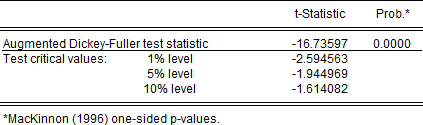 t-Statistic Prob.*
Augmented Dickey-Fuller test statistic -16.73597 0.0000
Test critical values: 1% level -2.594563
5% level -1.944969
10% level -1.614082
*MacKinnon (1996) one-sided p-values.